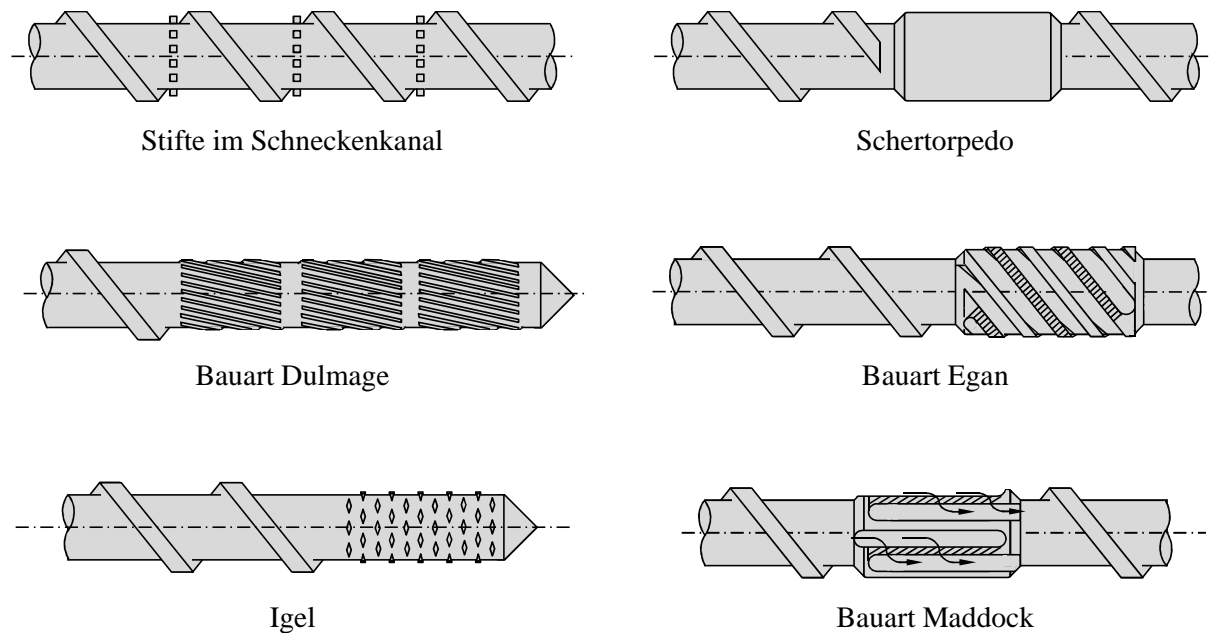 Stifte im Schneckenkanal
Schertorpedo
Bauart Dulmage
Bauart Egan
Igel
Bauart Maddock